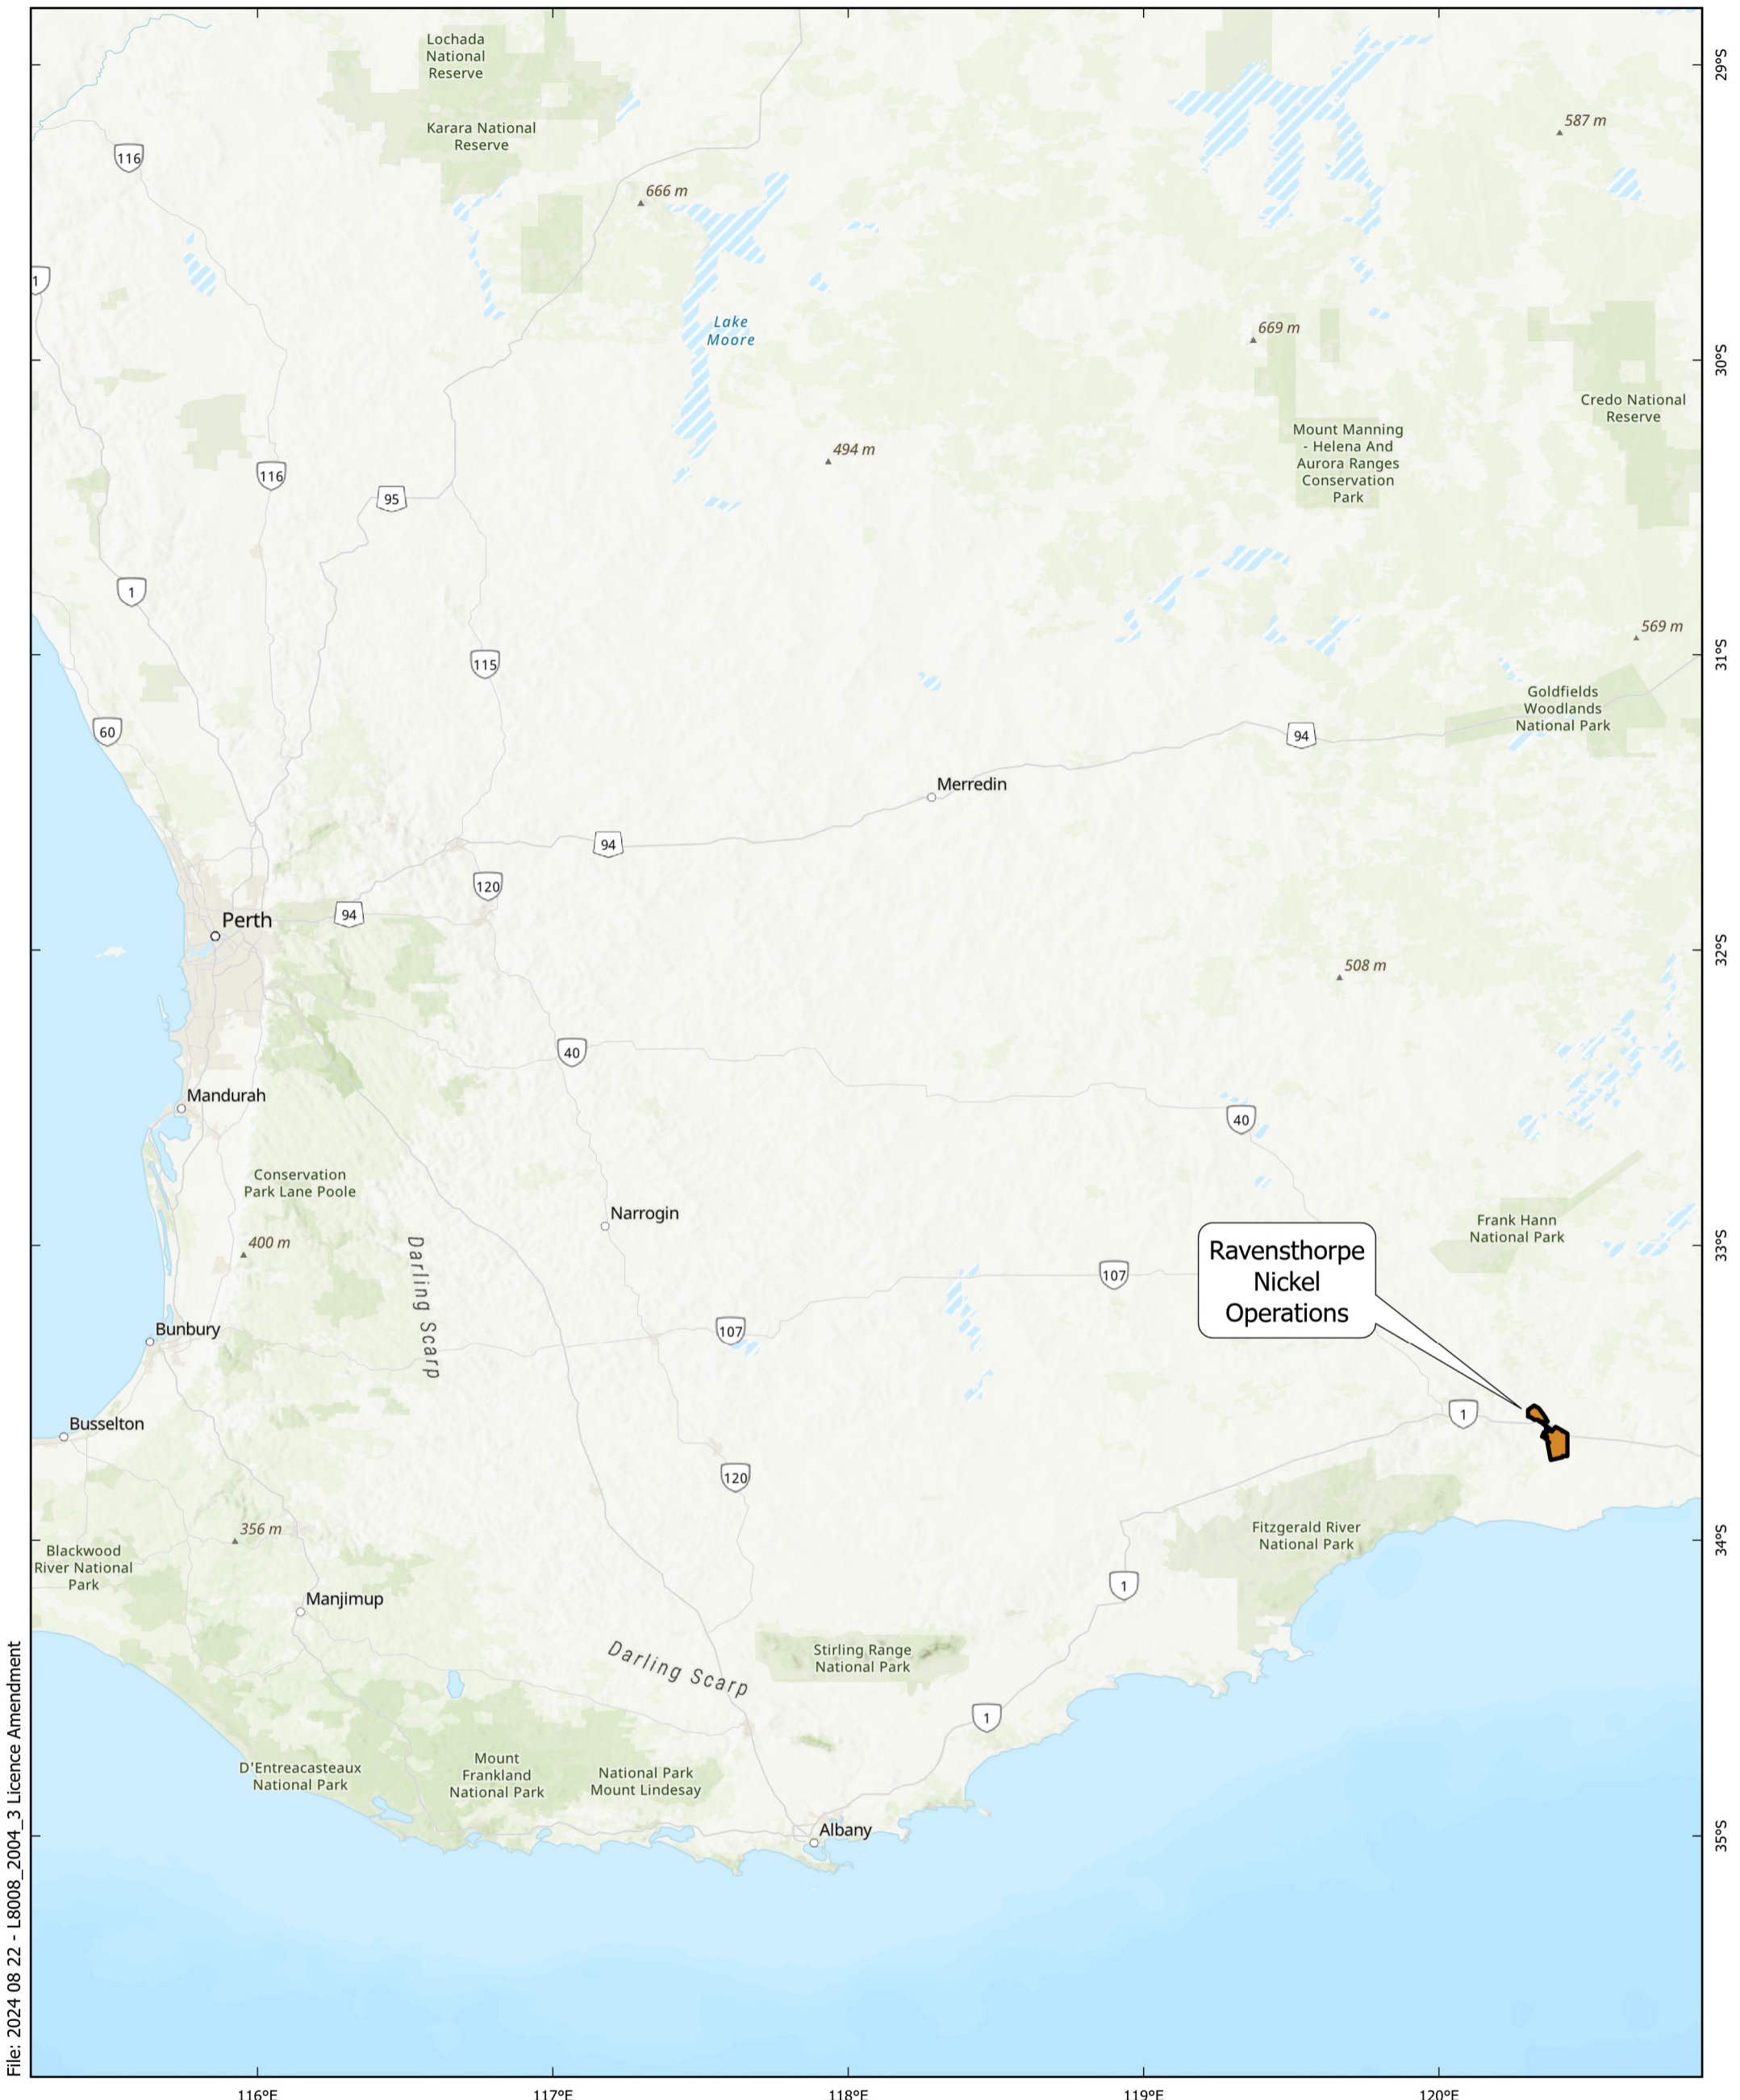 Lochada
National
Reserve
Karara National
Reserve
587 m
29°S
116
666 m
1
Lake
Moore
669 m
30°S
Credo National
Reserve
Mount Manning
- Helena And
Aurora Ranges
Conservation
Park
494 m
116
95
1
569 m
31°S
115
Goldfields
Woodlands
National Park
60
94
Merredin
94
120
94
Perth
32°S
508 m
40
Mandurah
40
Conservation
Park Lane Poole
Narrogin
Frank Hann
National Park
400 m
33°S
Darling Scarp
Ravensthorpe
Nickel
Operations
107
107
Bunbury
1
Busselton
120
356 m
Fitzgerald River
National Park
34°S
Blackwood
River National
Park
1
Manjimup
Darling Scarp
Stirling Range
National Park
1
D'Entrecasteaux
National Park
Mount
Frankland
National Park
National Park
Mount Lindesay
Albany
35°S
File: 2024 08 22 - L8008_2004_3 Licence Amendment
116°E
117°E
118°E
119°E
120°E